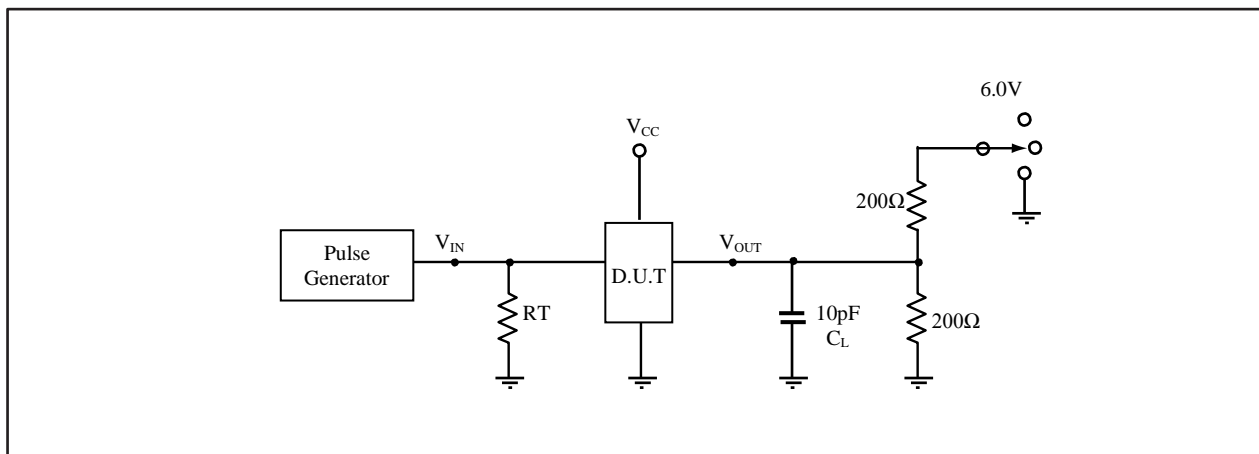 6.0V
V_CC
200Ω
Pulse
Generator
V_IN
D.U.T
V_OUT
RT
10pF
C_L
200Ω